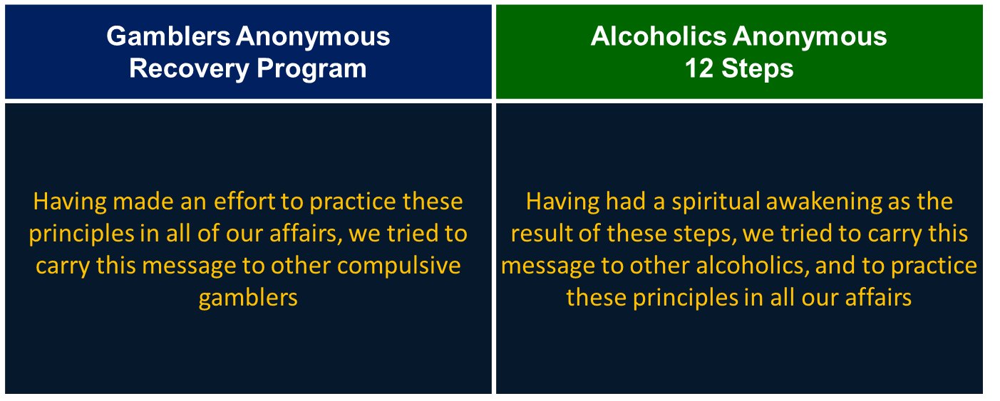 Gamblers Anonymous
Recovery Program
Alcoholics Anonymous
12 Steps
Having made an effort to practice these
principles in all of our affairs, we tried to
carry this message to other compulsive
gamblers
Having had a spiritual awakening as the
result of these steps, we tried to carry this
message to other alcoholics, and to practice
these principles in all our affairs